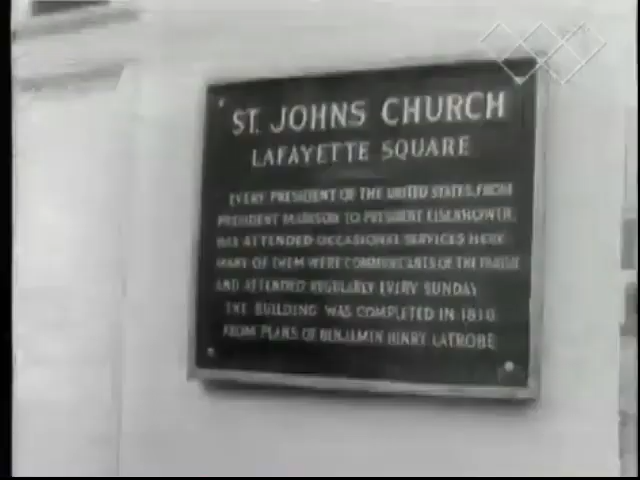 ST. JOHNS CHURCH
LAFAYETTE SQUARE
EVERY PRESIDENT OF THE UNITED STATES, FROM
PRESIDENT MADISON TO PRESIDENT EISENHOWER,
HAS ATTENDED OCCASIONAL SERVICES HERE
MANY OF THEM WERE COMMUNICANTS OF THE PARISH
AND ATTENDED REGULARLY EVERY SUNDAY
THE BUILDING WAS COMPLETED IN 1816
FROM PLANS OF BENJAMIN HENRY LATROBE